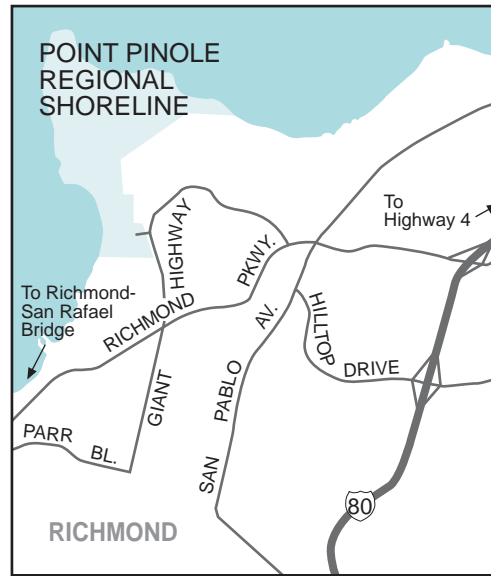 POINT PINOLE
REGIONAL
SHORELINE
To
Highway 4
HIGHWAY
PKWY.
To Richmond-
San Rafael
Bridge
RICHMOND
AV.
HILLTOP
DRIVE
GIANT
PABLO
PARR
BL.
SAN
80
RICHMOND